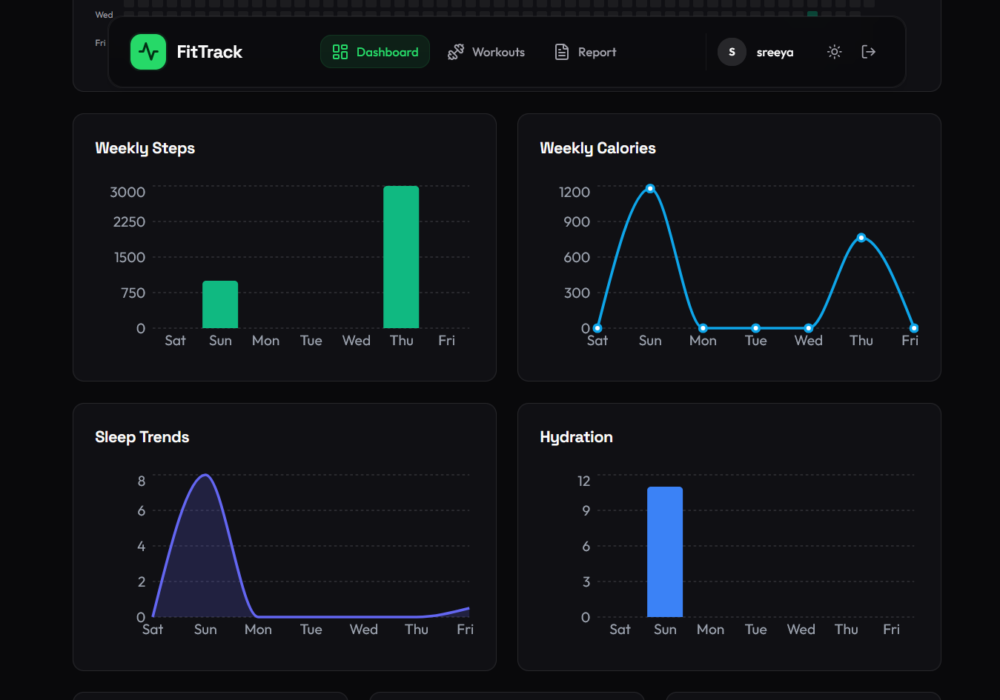 Wed
Fri
FitTrack
Dashboard
Workouts
Report
S
sreeya
Weekly Steps
3000
2250
1500
750
0
Sat Sun Mon Tue Wed Thu Fri
Weekly Calories
1200
900
600
300
0
Sat Sun Mon Tue Wed Thu Fri
Sleep Trends
8
6
4
2
0
Sat Sun Mon Tue Wed Thu Fri
Hydration
12
9
6
3
0
Sat Sun Mon Tue Wed Thu Fri